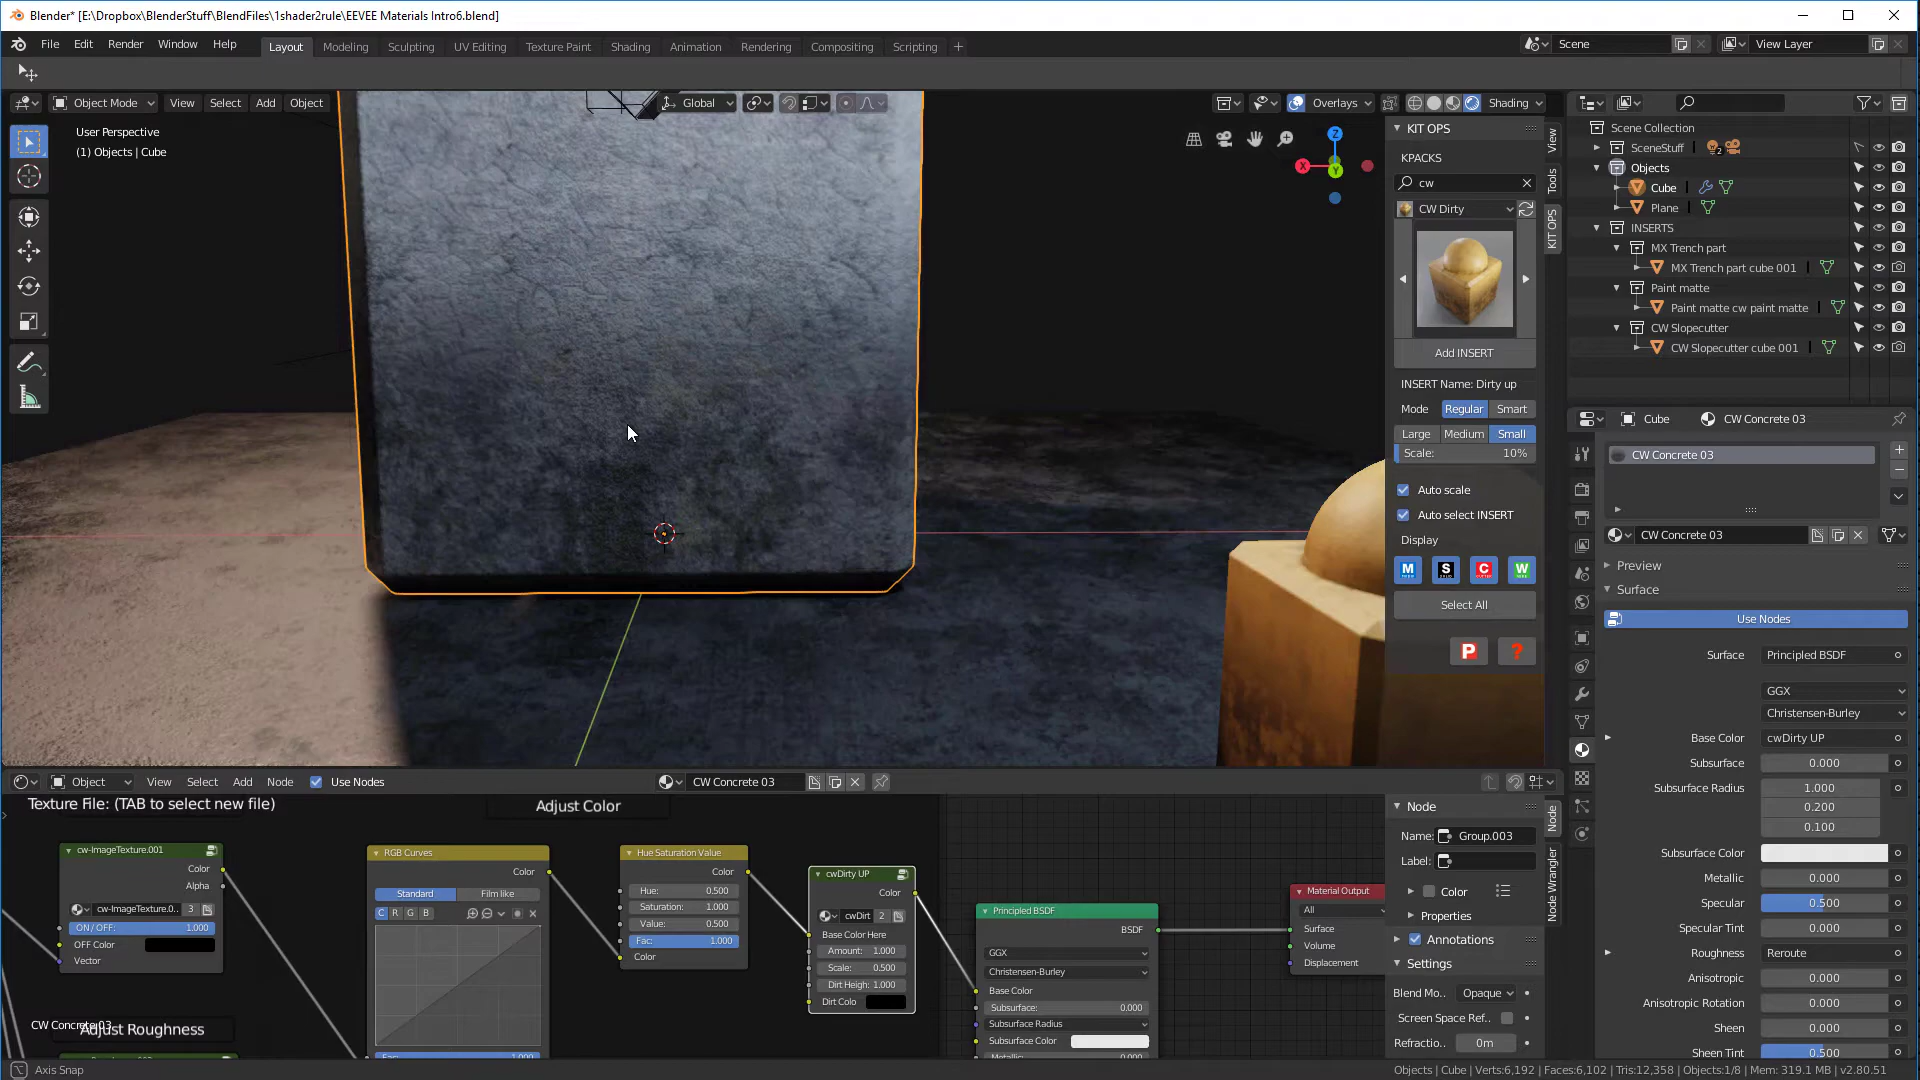 Blender* [E:\Dropbox\BlenderStuff\BlendFiles\1shader2rule\EEVEE Materials Intro6.blend]
File Edit Render Window Help
Layout Modeling Sculpting UV Editing Texture Paint Shading Animation Rendering Compositing Scripting +
Scene
View Layer
Object Mode View Select Add Object
Global
Overlays
Shading
User Perspective
(1) Objects | Cube
Z
X
Y
KIT OPS
KPACKS
cw
CW Dirty
Add INSERT
INSERT Name: Dirty up
Mode Regular Smart
Large Medium Small
Scale: 10%
Auto scale
Auto select INSERT
Display
M S C W
Select All
P ?
View
Tools
KIT OPS
Scene Collection
SceneStuff 2
Objects
Cube
Plane
INSERTS
MX Trench part
MX Trench part cube 001
Paint matte
Paint matte cw paint matte
CW Slopecutter
CW Slopecutter cube 001
Cube CW Concrete 03
CW Concrete 03
CW Concrete 03
Preview
Surface
Use Nodes
Surface Principled BSDF
GGX
Christensen-Burley
Base Color cwDirty UP
Subsurface 0.000
Subsurface Radius 1.000
0.200
0.100
Subsurface Color
Metallic 0.000
Specular 0.500
Specular Tint 0.000
Roughness Reroute
Anisotropic 0.000
Anisotropic Rotation 0.000
Sheen 0.000
Sheen Tint 0.500
Object View Select Add Node Use Nodes
CW Concrete 03
Texture File: (TAB to select new file)
Adjust Color
cw-ImageTexture.001
Color
Alpha
cw-ImageTexture.0.. 3
ON / OFF: 1.000
OFF Color
Vector
RGB Curves
Color
Standard Film like
C R G B
Fac: 1.000
Hue Saturation Value
Color
Hue: 0.500
Saturation: 1.000
Value: 0.500
Fac: 1.000
Color
cwDirty UP
Color
cwDirt 2
Base Color Here
Amount: 1.000
Scale: 0.500
Dirt Heigh: 1.000
Dirt Colo
Principled BSDF
BSDF
GGX
Christensen-Burley
Base Color
Subsurface: 0.000
Subsurface Radius
Subsurface Color
Metallic: 0.000
Material Output
All
Surface
Volume
Displacement
CW Concrete 03
Adjust Roughness
Node
Name: Group.003
Label:
Color
Properties
Annotations
Settings
Blend Mo.. Opaque
Screen Space Ref..
Refractio.. 0m
Node
Node Wrangler
Axis Snap
Objects | Cube | Verts:6,192 | Faces:6,102 | Tris:12,358 | Objects:1/8 | Mem: 319.1 MB | v2.80.51